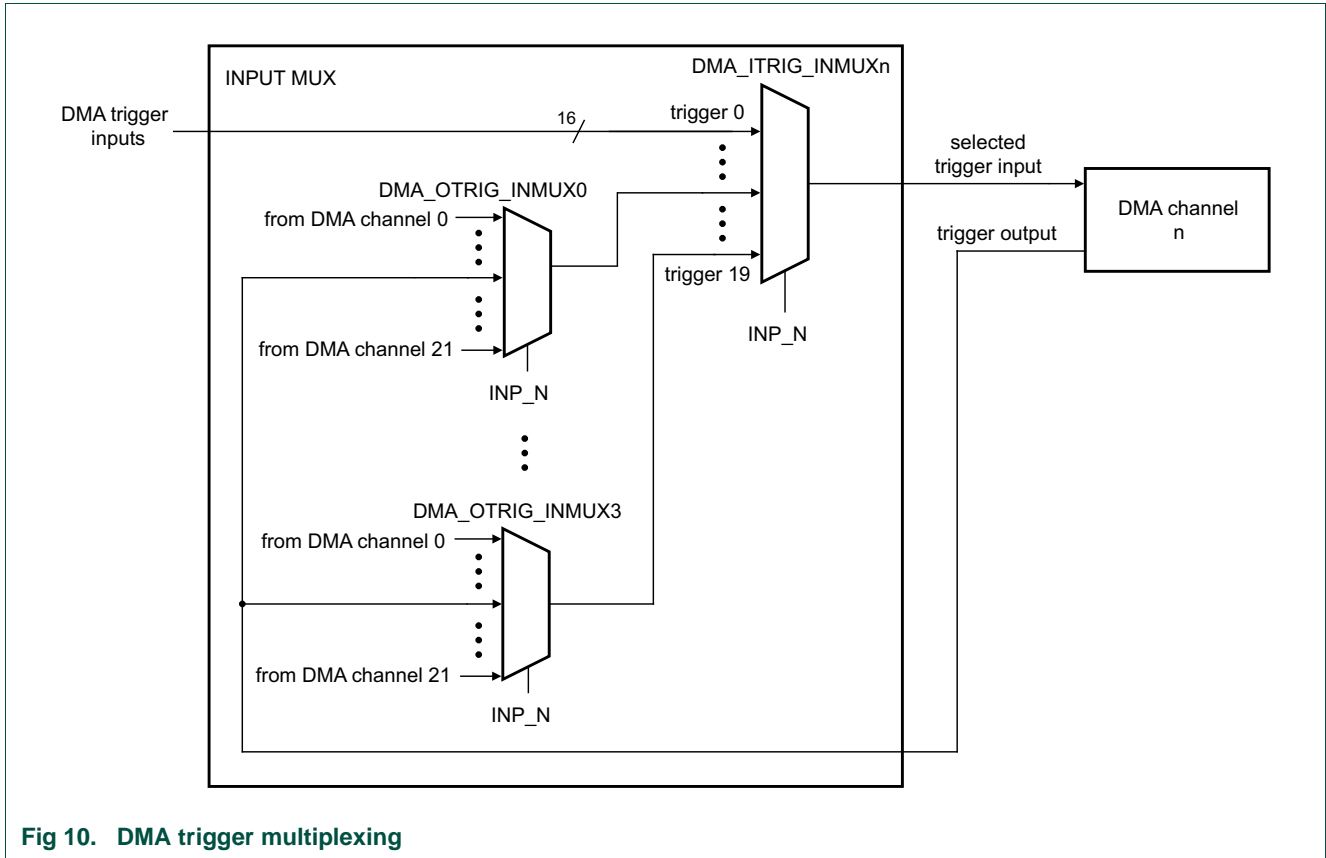 INPUT MUX
DMA_ITRIG_INMUXn
DMA trigger
inputs
16
trigger 0
selected
trigger input
DMA_OTRIG_INMUX0
from DMA channel 0
DMA channel
n
trigger output
trigger 19
INP_N
from DMA channel 21
INP_N
DMA_OTRIG_INMUX3
from DMA channel 0
from DMA channel 21
INP_N
Fig 10. DMA trigger multiplexing